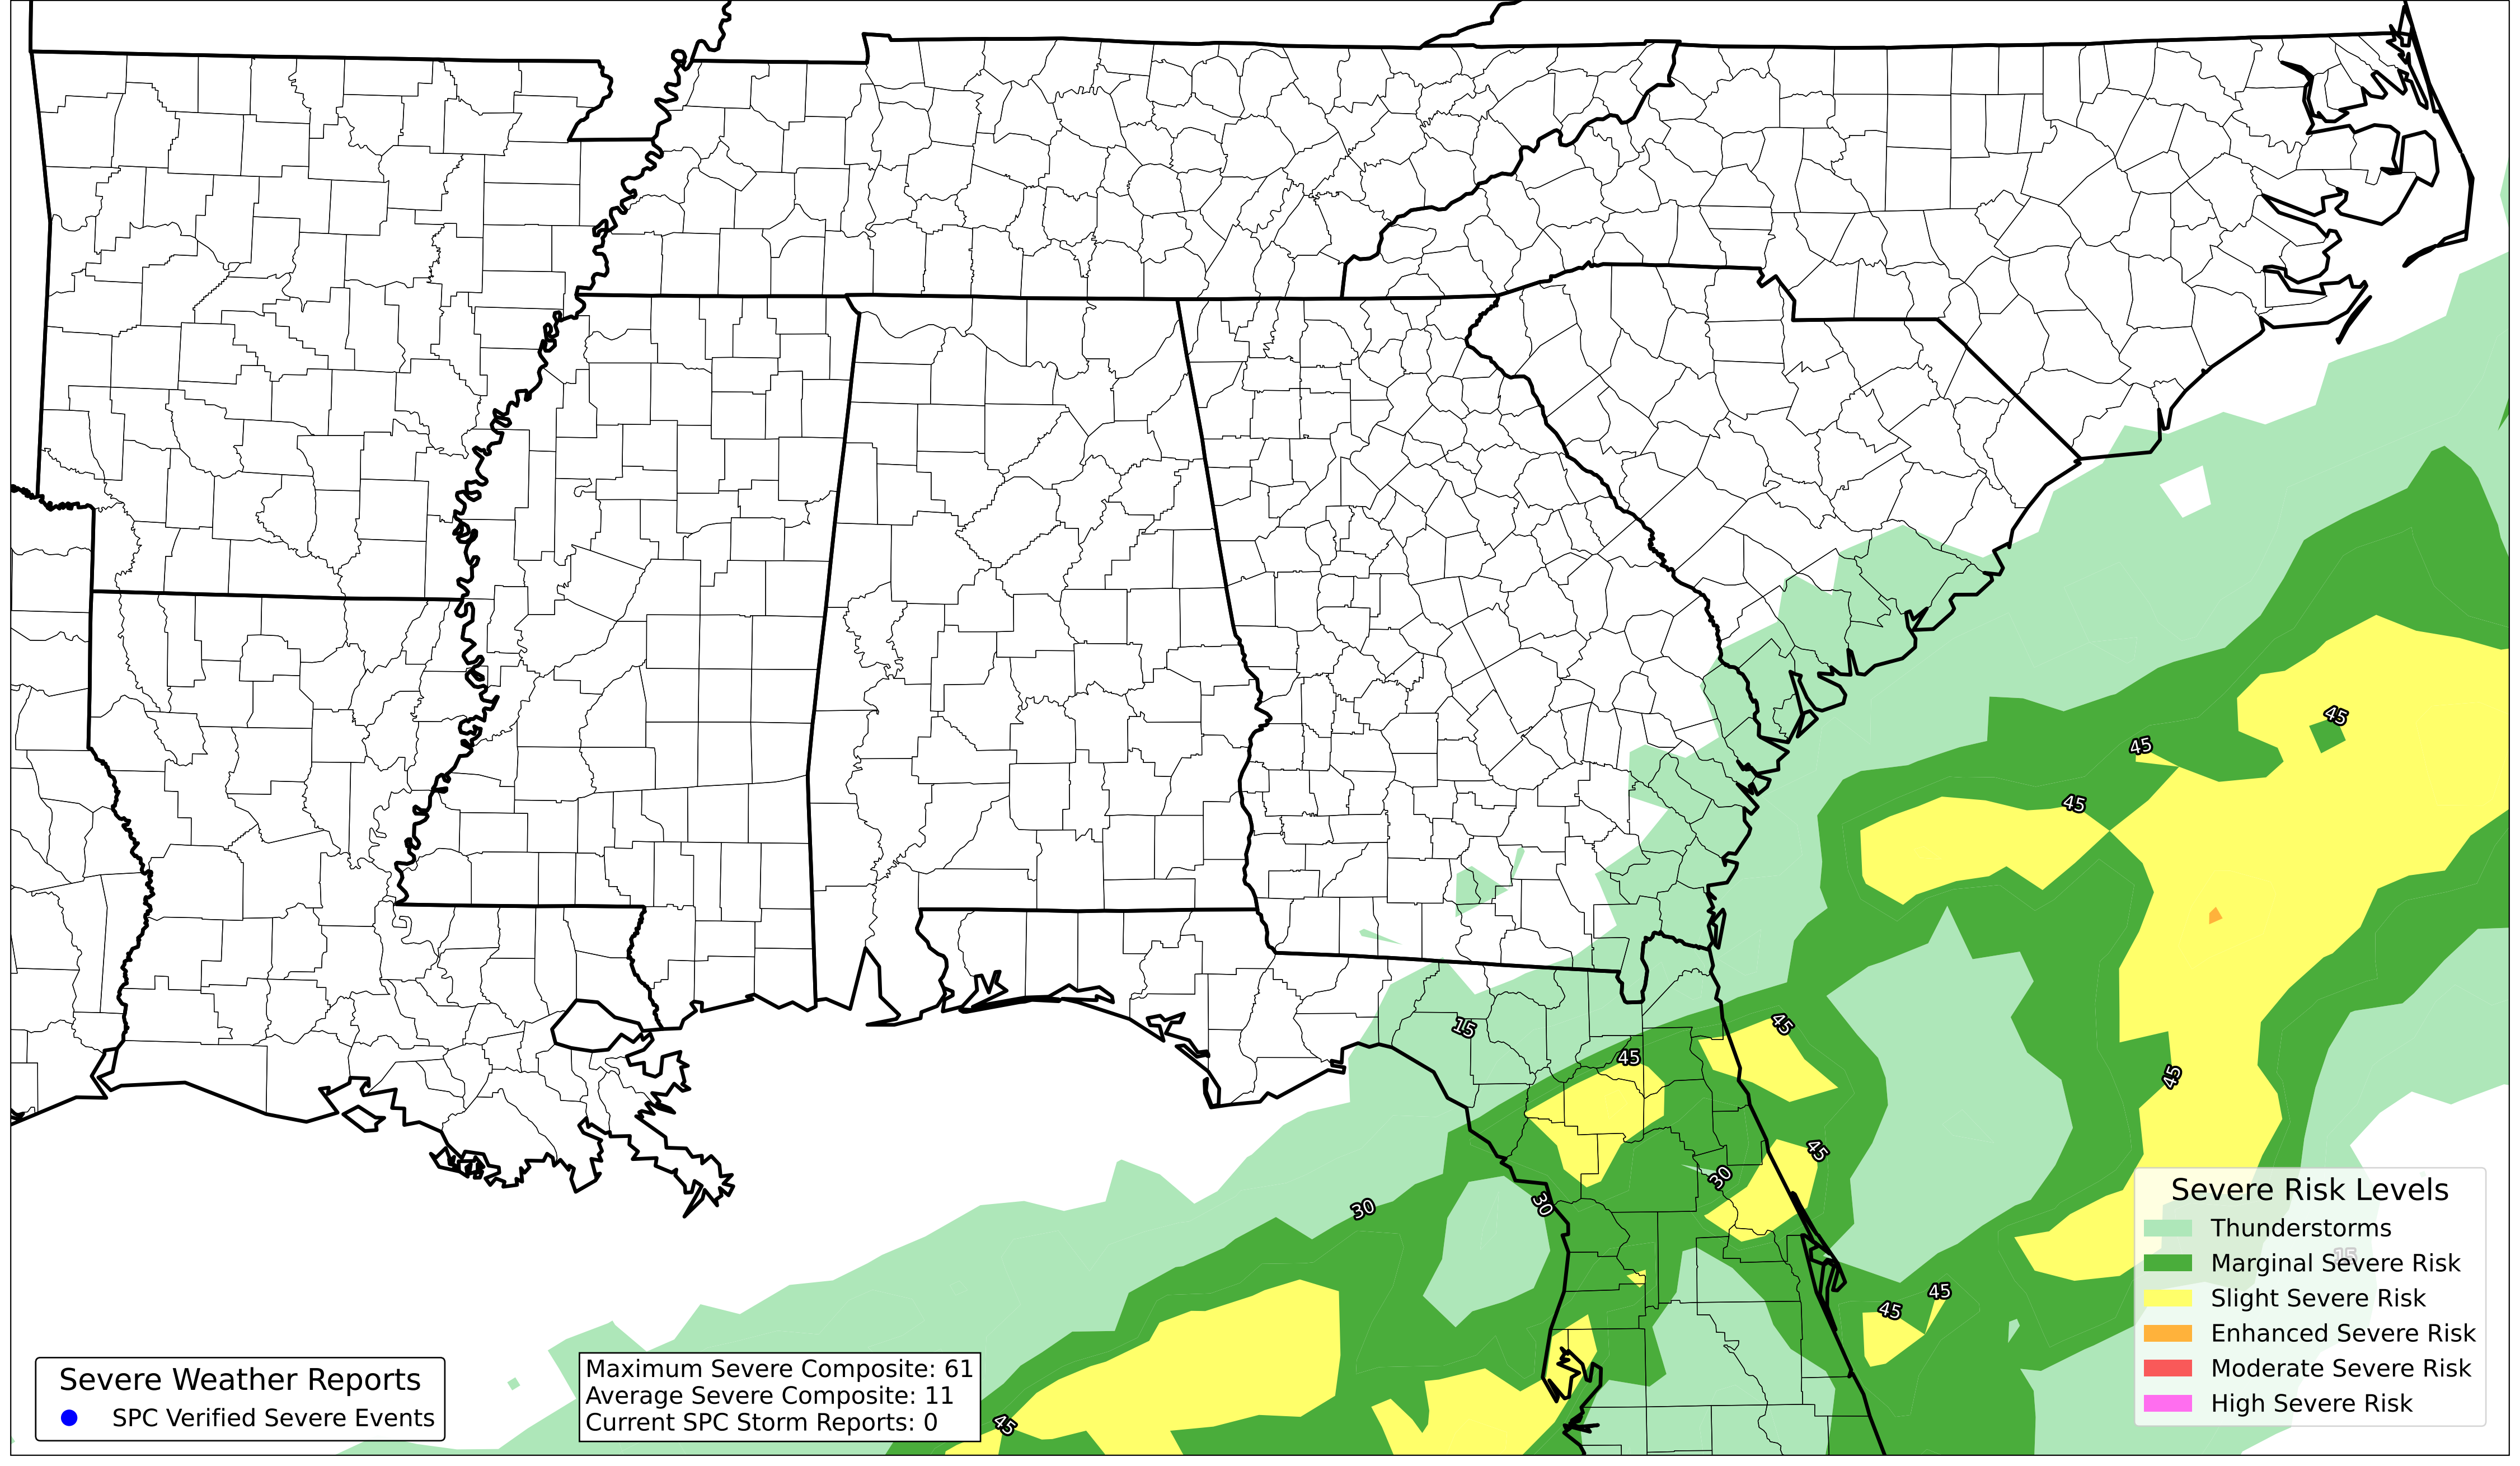 45
45
45
15
45
45
45
45
30
30
30
45
45
45
15
Severe Risk Levels
Thunderstorms
Marginal Severe Risk
Slight Severe Risk
Enhanced Severe Risk
Moderate Severe Risk
High Severe Risk
Severe Weather Reports
SPC Verified Severe Events
Maximum Severe Composite: 61
Average Severe Composite: 11
Current SPC Storm Reports: 0